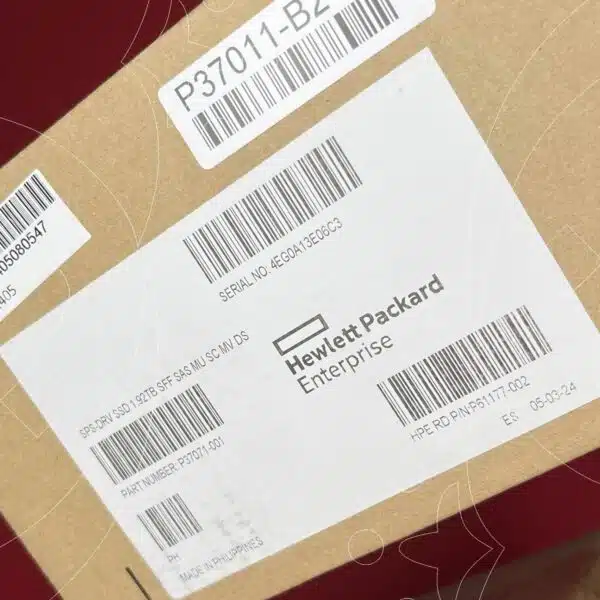 P37011-B2
05080547
405
SERIAL NO: 4EG0A13E06C3
Hewlett Packard
Enterprise
SPS-DRV SSD 1.92TB SFF SAS MU SC MV DS
PART NUMBER: P37071-001
HPE RD P/N:P61177-002
ES 05-03-24
PH
MADE IN PHILIPPINES